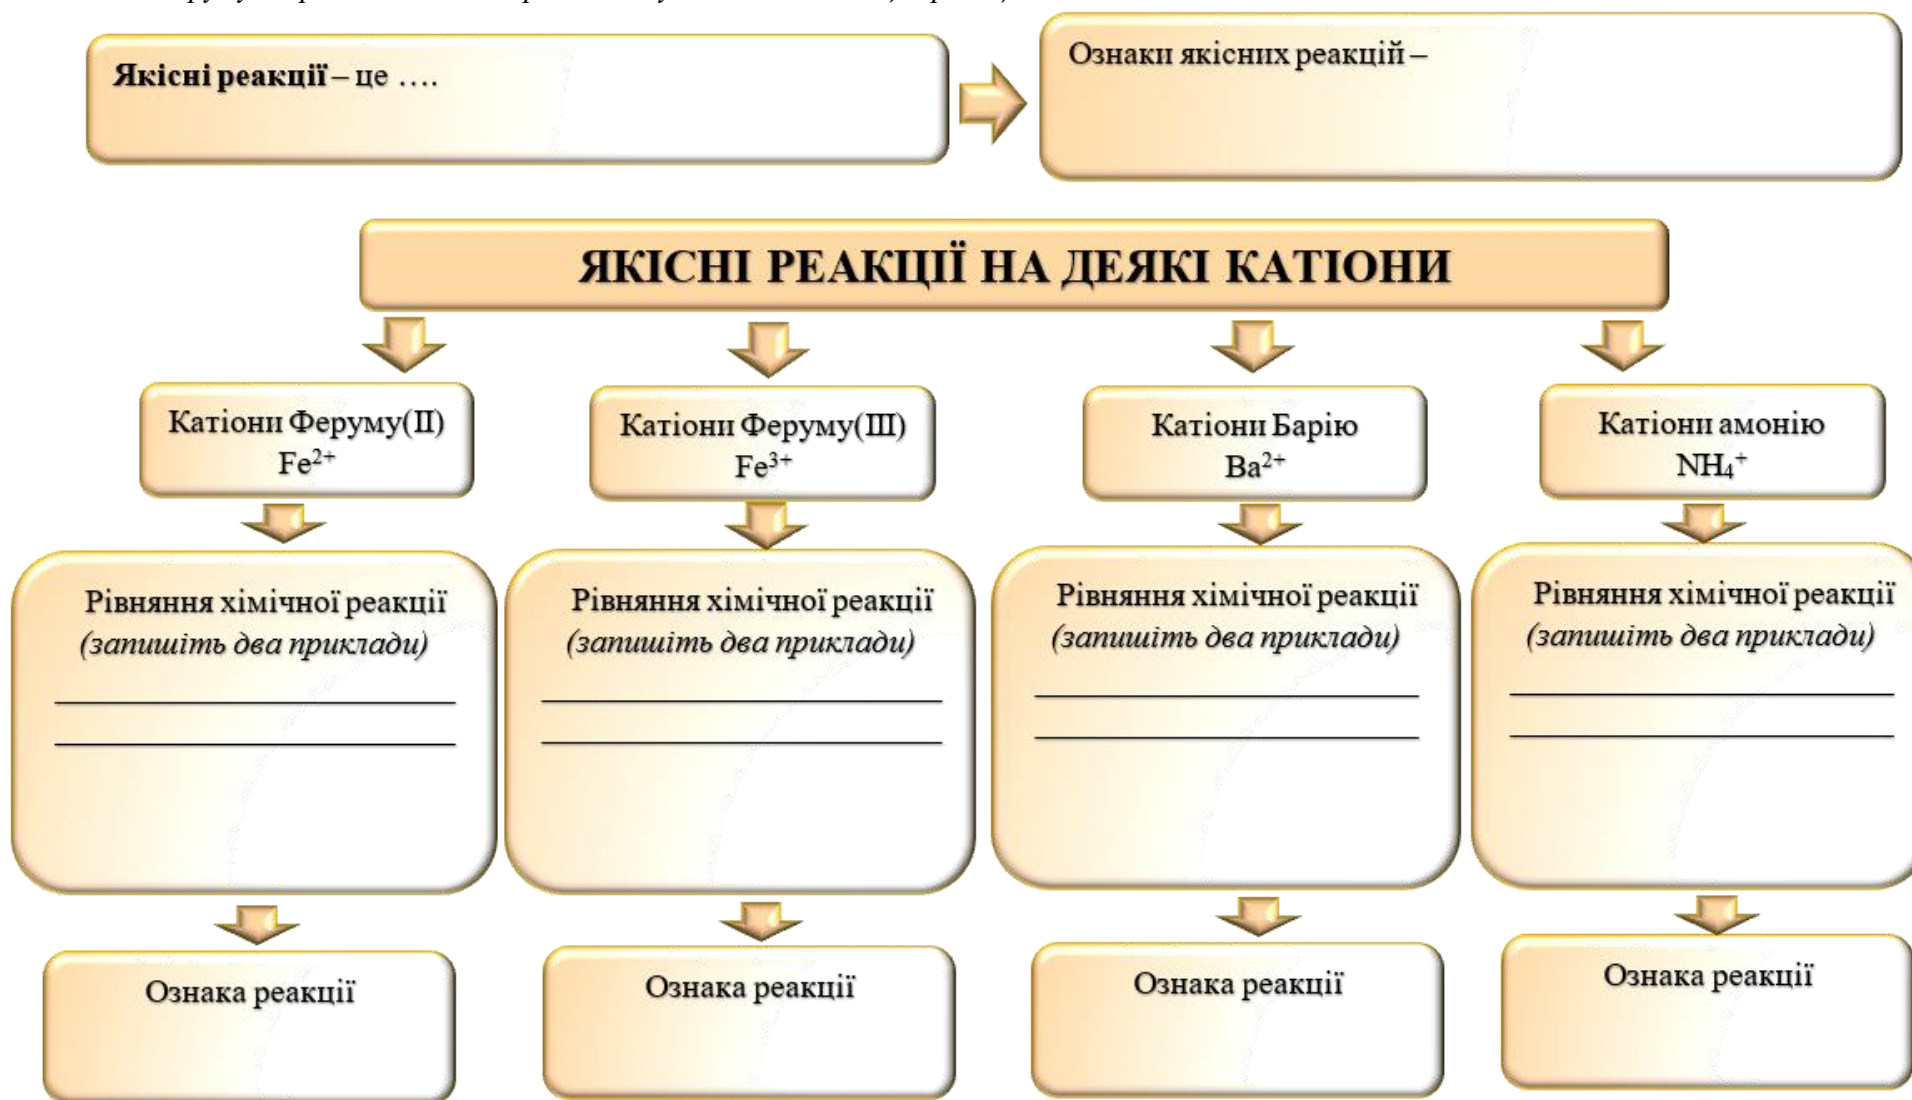 Якісні реакції – це ….
Ознаки якісних реакцій –
ЯКІСНІ РЕАКЦІЇ НА ДЕЯКІ КАТІОНИ
Катіони Феруму(ІІ)
Fe²⁺
Катіони Феруму(ІІІ)
Fe³⁺
Катіони Барію
Ba²⁺
Катіони амонію
NH₄⁺
Рівняння хімічної реакції
(запишіть два приклади)
Рівняння хімічної реакції
(запишіть два приклади)
Рівняння хімічної реакції
(запишіть два приклади)
Рівняння хімічної реакції
(запишіть два приклади)
Ознака реакції
Ознака реакції
Ознака реакції
Ознака реакції